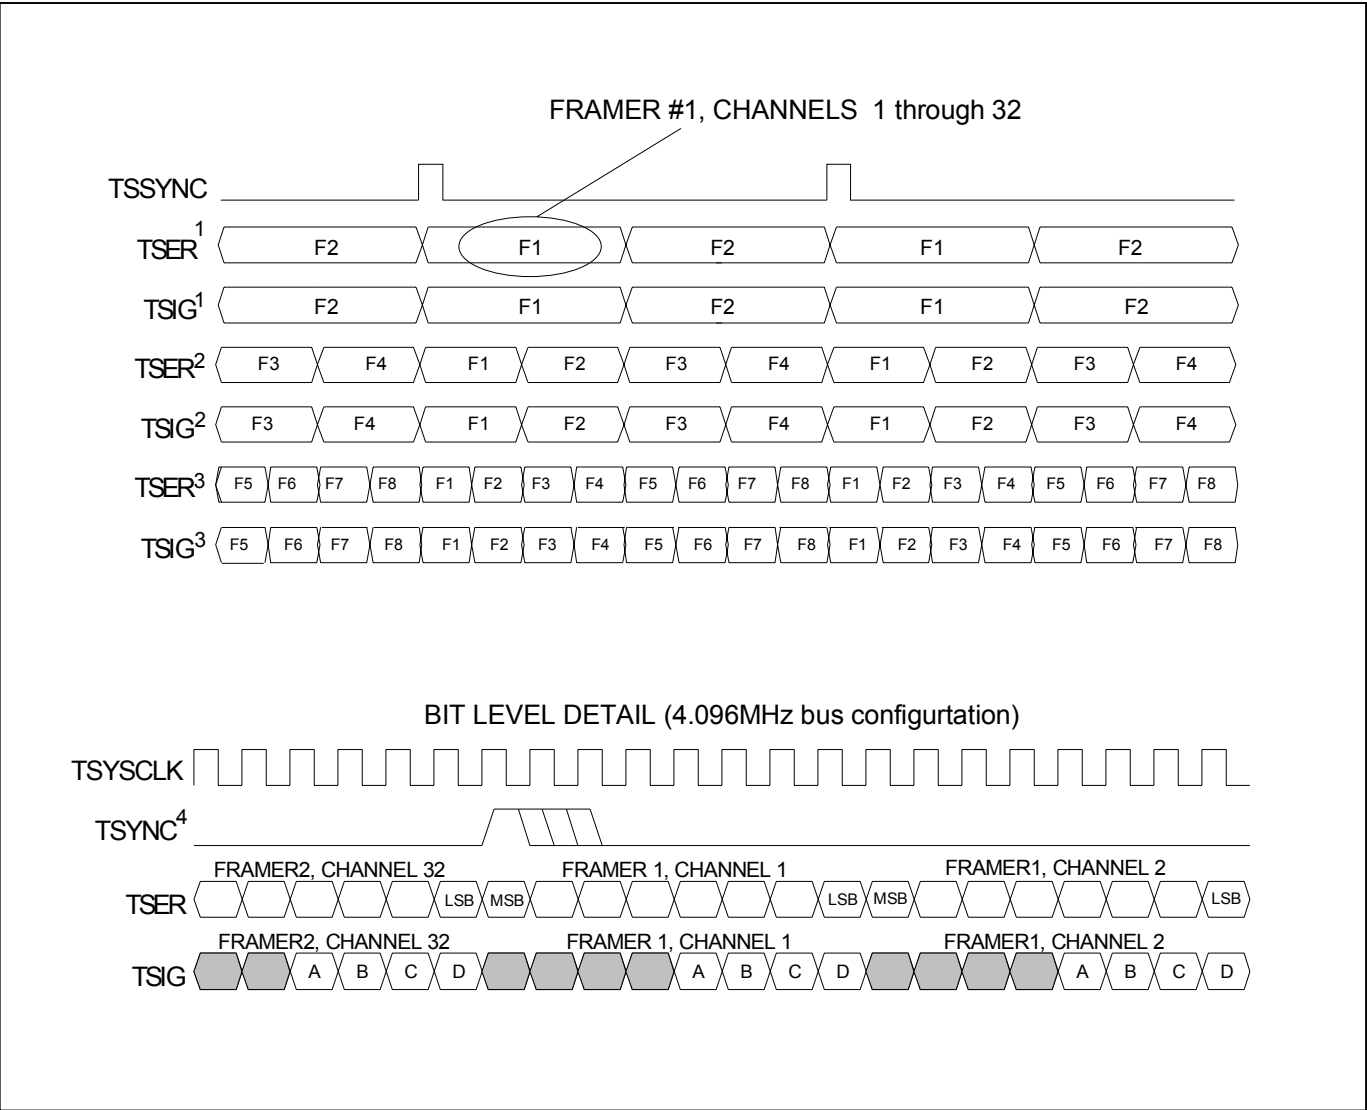 FRAMER #1, CHANNELS 1 through 32
TSSYNC
TSER1 F2 F1 F2 F1 F2
TSIG1 F2 F1 F2 F1 F2
TSER2 F3 F4 F1 F2 F3 F4 F1 F2 F3 F4
TSIG2 F3 F4 F1 F2 F3 F4 F1 F2 F3 F4
TSER3 F5 F6 F7 F8 F1 F2 F3 F4 F5 F6 F7 F8 F1 F2 F3 F4 F5 F6 F7 F8
TSIG3 F5 F6 F7 F8 F1 F2 F3 F4 F5 F6 F7 F8 F1 F2 F3 F4 F5 F6 F7 F8
BIT LEVEL DETAIL (4.096MHz bus configurtation)
TSYSCLK
TSYNC4
FRAMER2, CHANNEL 32 FRAMER 1, CHANNEL 1 FRAMER1, CHANNEL 2
TSER LSB MSB LSB MSB LSB
FRAMER2, CHANNEL 32 FRAMER 1, CHANNEL 1 FRAMER1, CHANNEL 2
TSIG A B C D A B C D A B C D